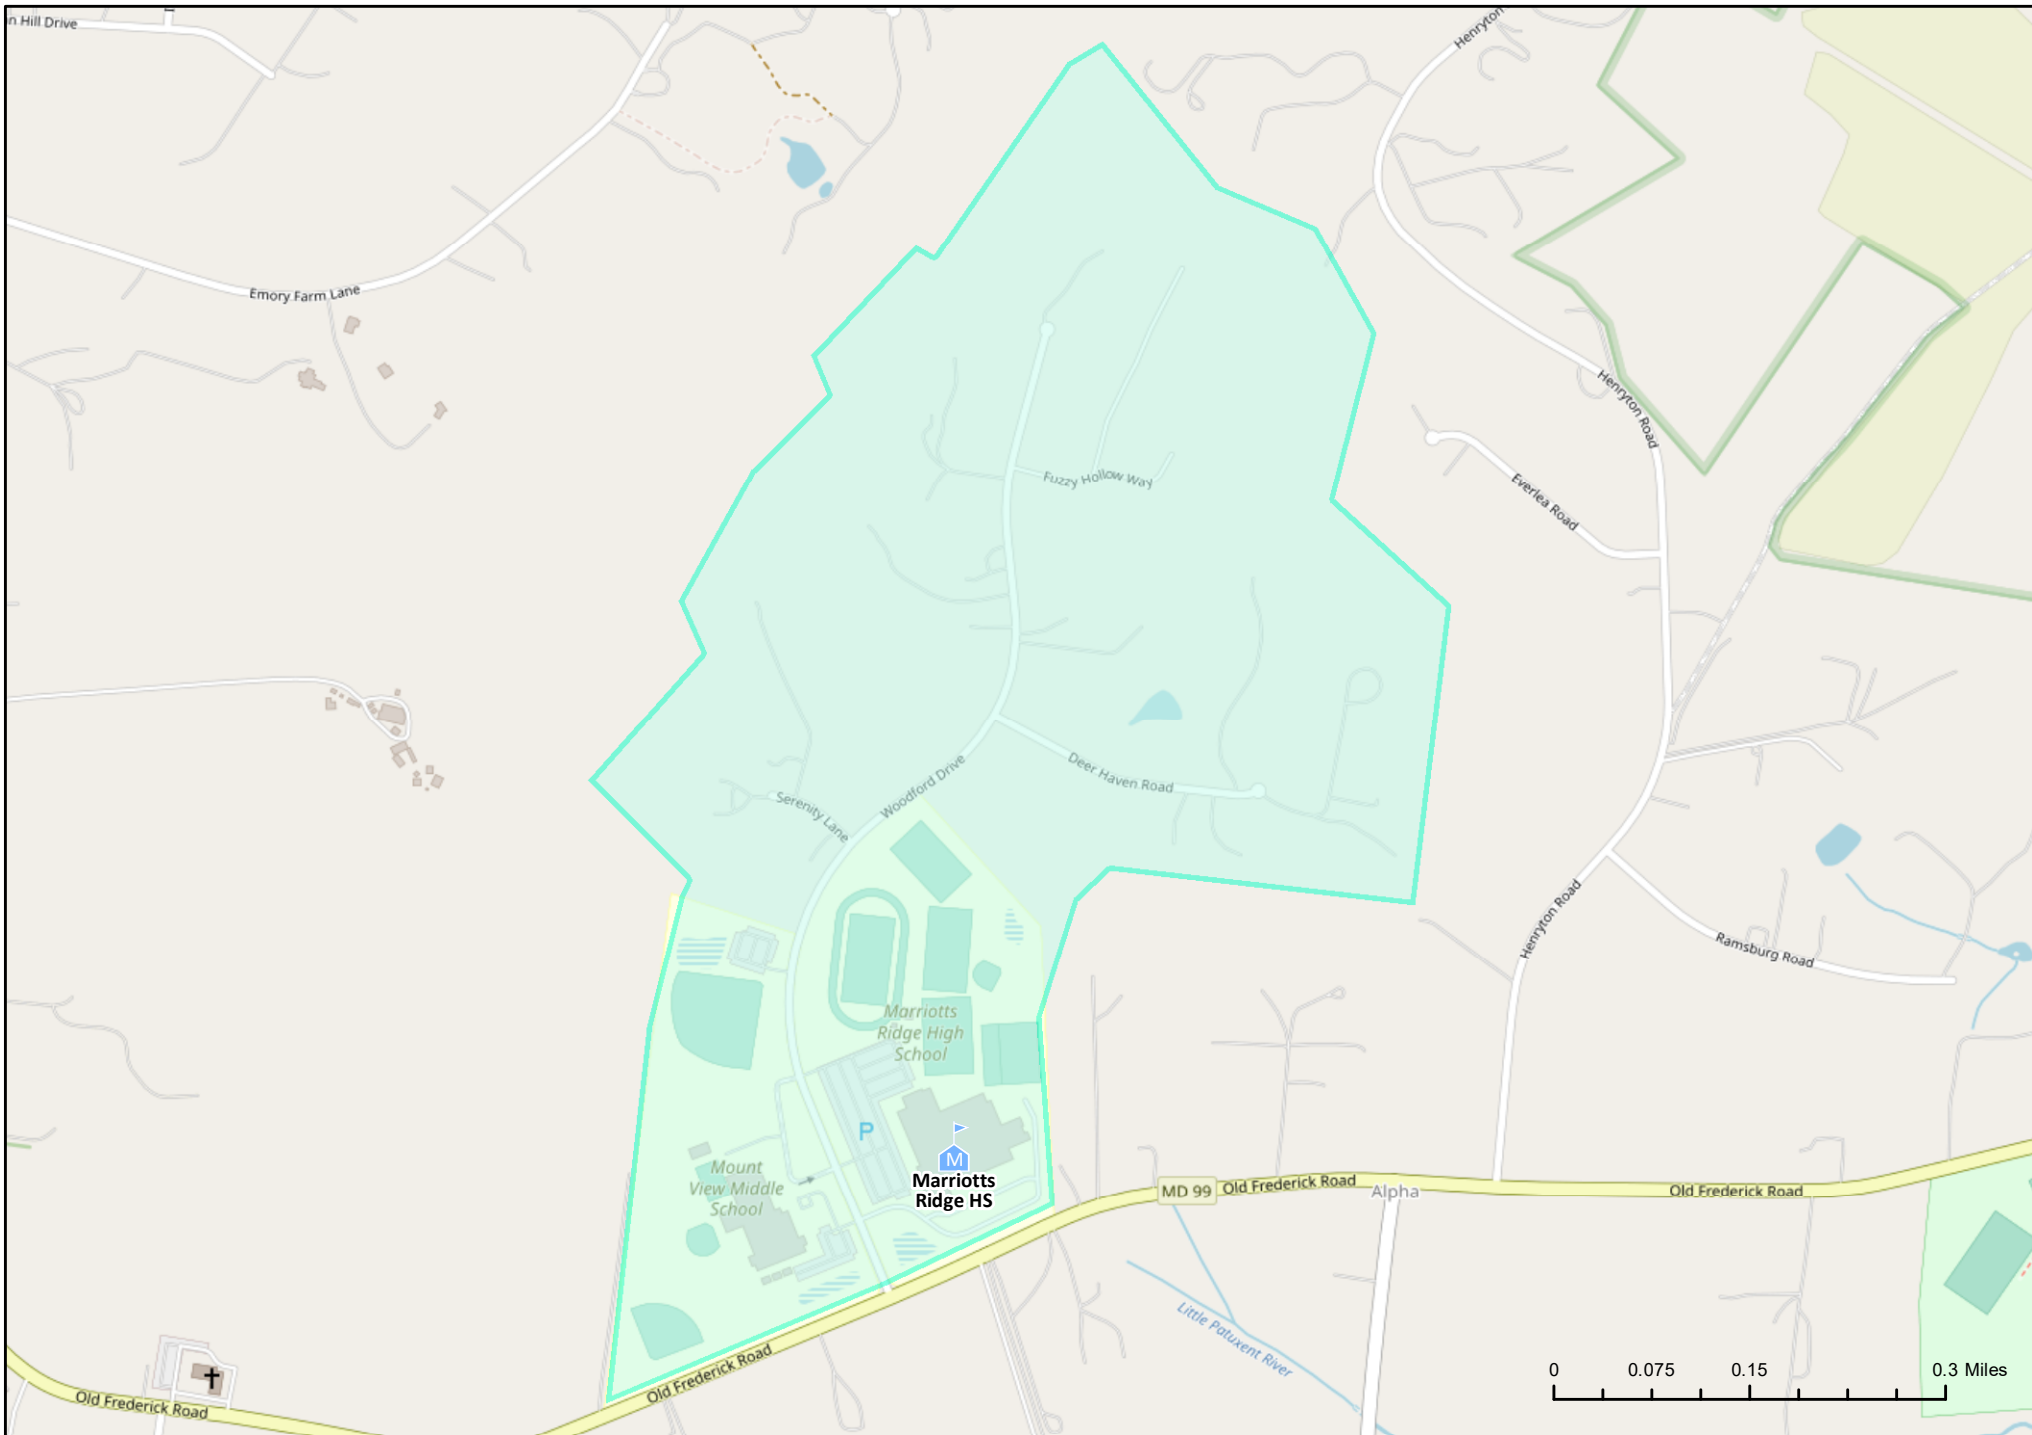 n Hill Drive
Henryton
Emory Farm Lane
Henryton Road
Fuzzy Hollow Way
Everlea Road
Deer Haven Road
Woodford Drive
Serenity Lane
Henryton Road
Ramsburg Road
Marriotts
Ridge High
School
P
M
Marriotts
Ridge HS
Mount
View Middle
School
MD 99
Old Frederick Road
Alpha
Old Frederick Road
Little Patuxent River
Old Frederick Road
Old Frederick Road
0 0.075 0.15 0.3 Miles